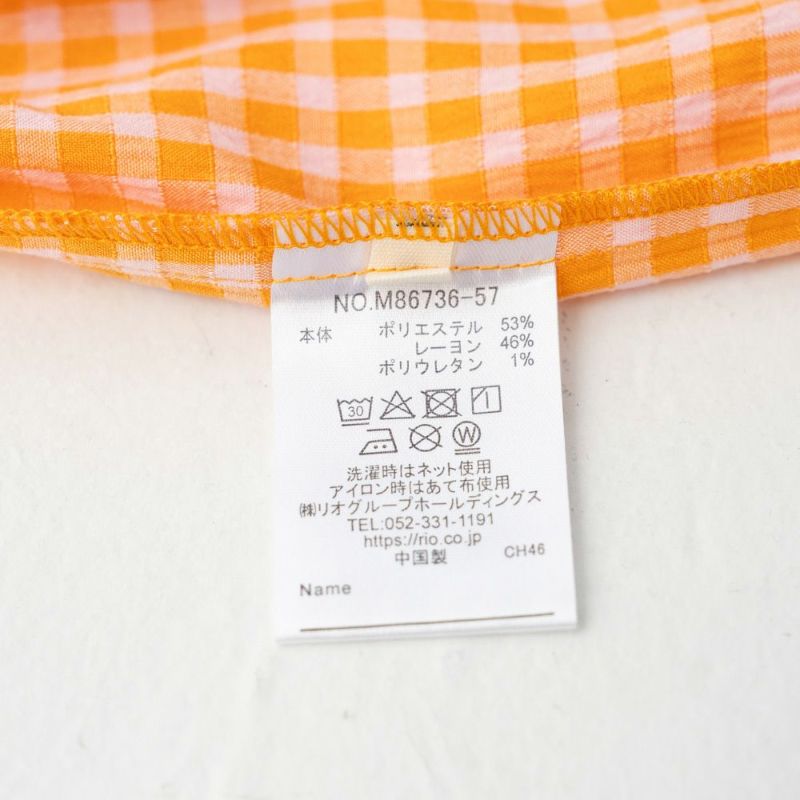 NO.M86736-57
本体 ポリエステル 53%
レーヨン 46%
ポリウレタン 1%
30
W
洗濯時はネット使用
アイロン時はあて布使用
㈱リオグループホールディングス
TEL:052-331-1191
https://rio.co.jp
中国製 CH46
Name